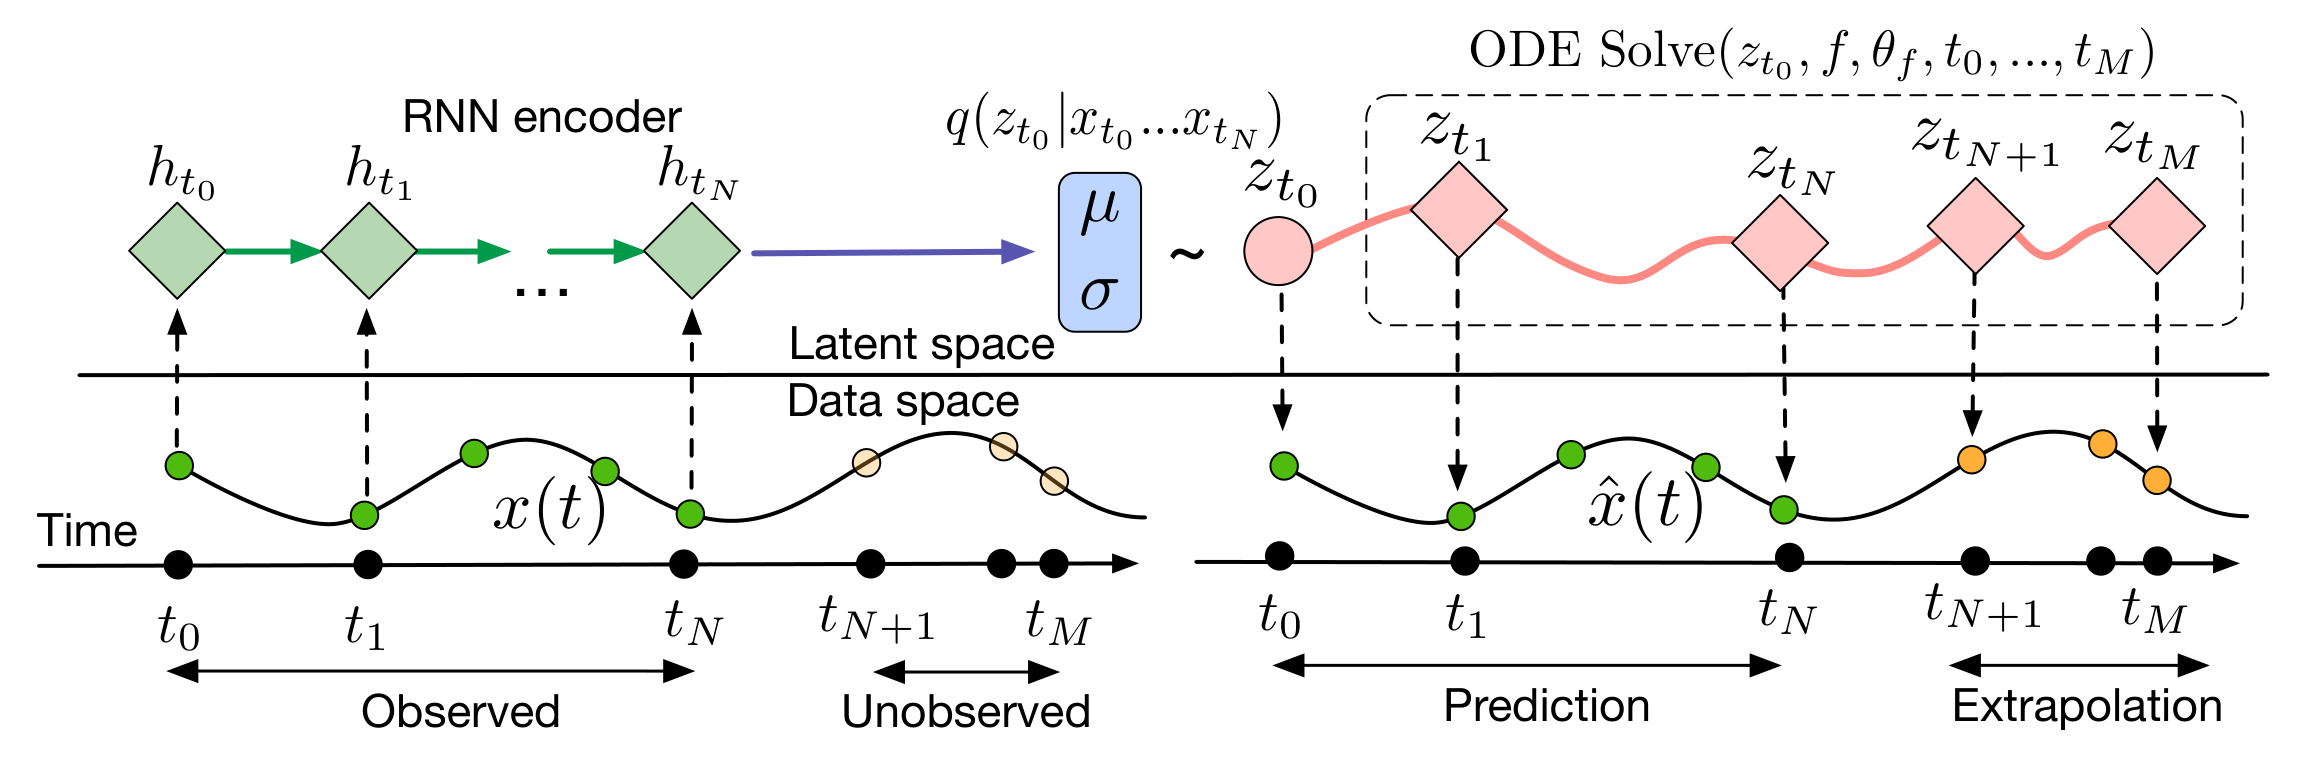 ODE Solve(z_{t_0}, f, θ_f, t_0, ..., t_M)
RNN encoder
q(z_{t_0}|x_{t_0}...x_{t_N})
h_{t_0} h_{t_1} h_{t_N}
z_{t_0} z_{t_1} z_{t_N} z_{t_{N+1}} z_{t_M}
μ
σ
~
...
Latent space
Data space
x(t)
x̂(t)
Time
t_0 t_1 t_N t_{N+1} t_M
t_0 t_1 t_N t_{N+1} t_M
Observed
Unobserved
Prediction
Extrapolation